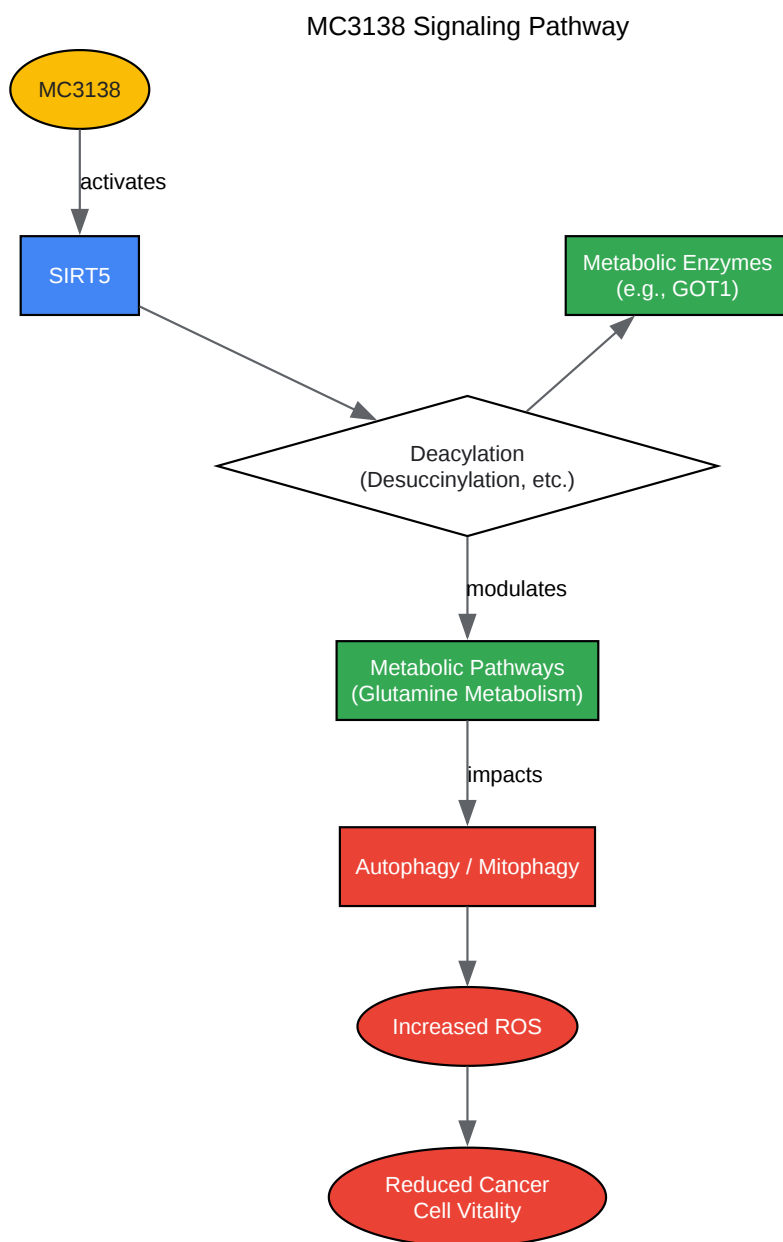 MC3138 Signaling Pathway
MC3138
activates
SIRT5
Metabolic Enzymes
(e.g., GOT1)
Deacylation
(Desuccinylation, etc.)
modulates
Metabolic Pathways
(Glutamine Metabolism)
impacts
Autophagy / Mitophagy
Increased ROS
Reduced Cancer
Cell Vitality